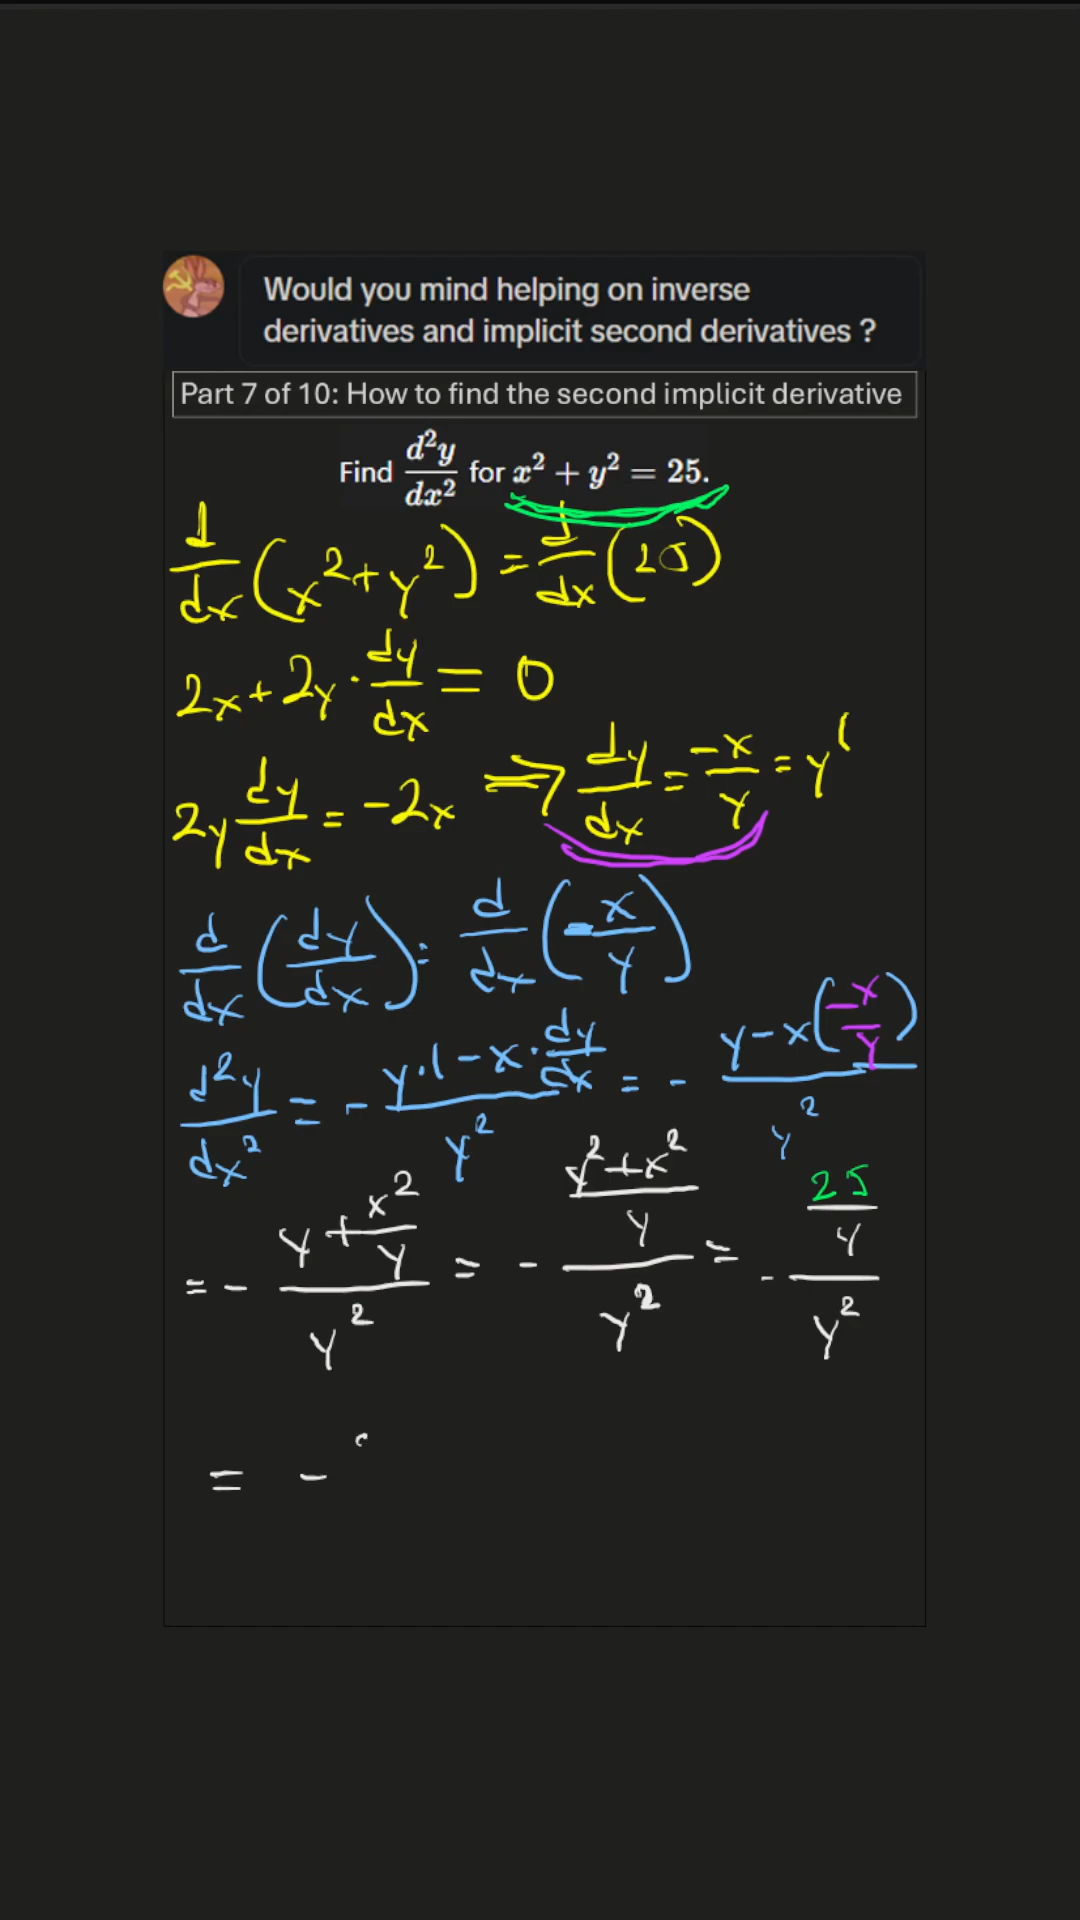 Would you mind helping on inverse
derivatives and implicit second derivatives ?
Part 7 of 10: How to find the second implicit derivative
Find d²y/dx² for x² + y² = 25.
d/dx (x² + y²) = d/dx (25)
2x + 2y · dy/dx = 0
2y dy/dx = -2x ⇒ dy/dx = -x/y = y'
d/dx (dy/dx) = d/dx (-x/y)
d²y/dx² = - (y·1 - x·dy/dx)/y² = - (y - x(-x/y))/y²
= - (y + x²/y)/y² = - ((y² + x²)/y)/y² = - (25/y)/y²
= -